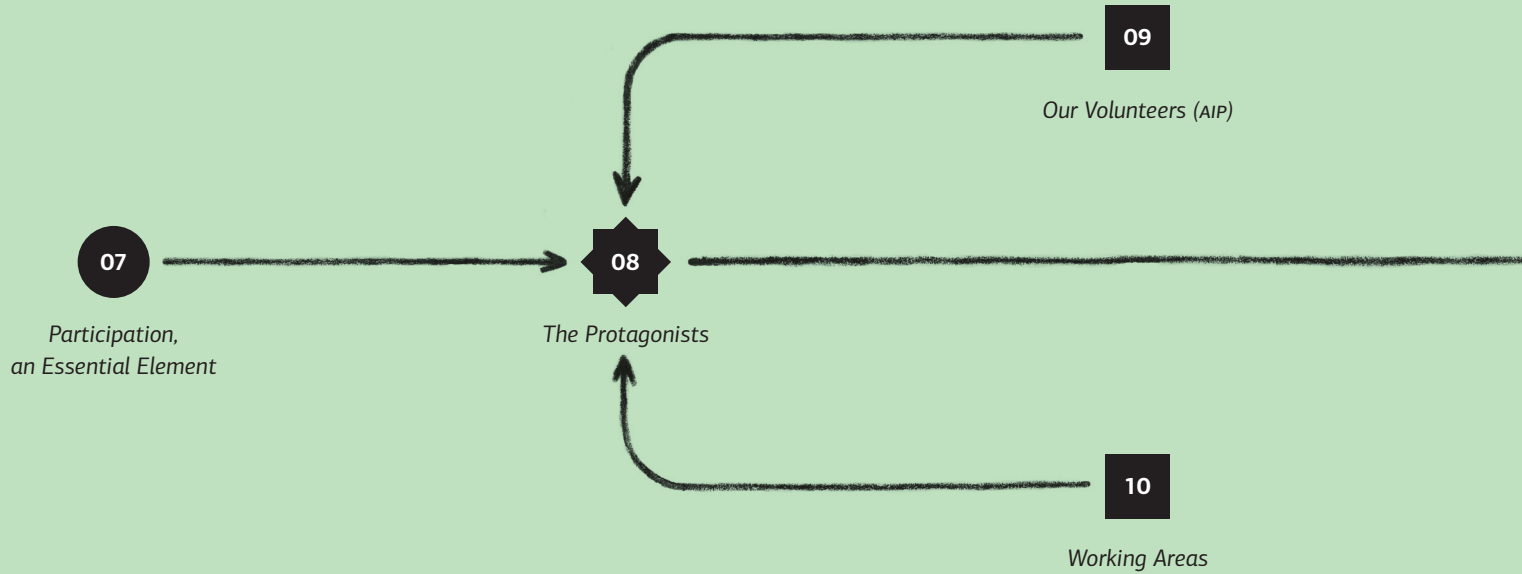 09
Our Volunteers (AIP)
07
08
Participation,
an Essential Element
The Protagonists
10
Working Areas